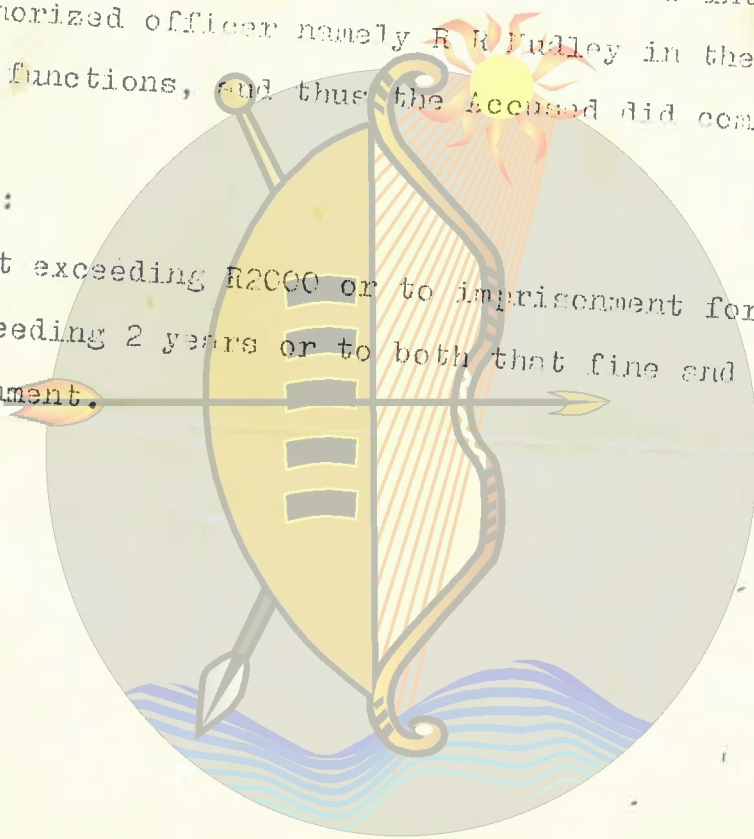 horized officer namely R R Mudley in the
functions, and thus the Accused did com
:
t exceeding R2000 or to imprisonment for
eeding 2 years or to both that fine and
nment.